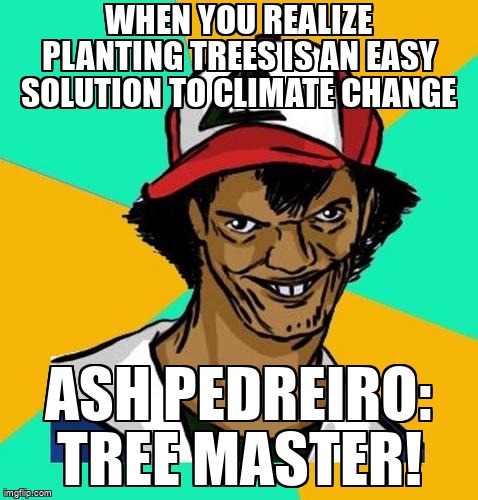 WHEN YOU REALIZE
PLANTING TREES IS AN EASY
SOLUTION TO CLIMATE CHANGE
ASH PEDREIRO:
TREE MASTER!
imgflip.com